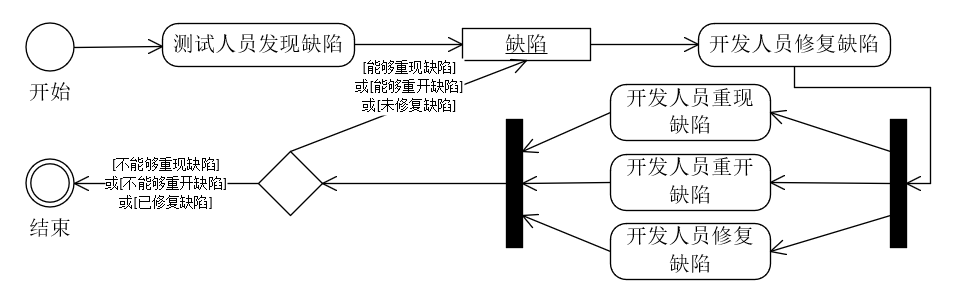 开始
测试人员发现缺陷
缺陷
开发人员修复缺陷
[能够重现缺陷]
或[能够重开缺陷]
或[未修复缺陷]
开发人员重现
缺陷
开发人员重开
缺陷
开发人员修复
缺陷
[不能够重现缺陷]
或[不能够重开缺陷]
或[已修复缺陷]
结束